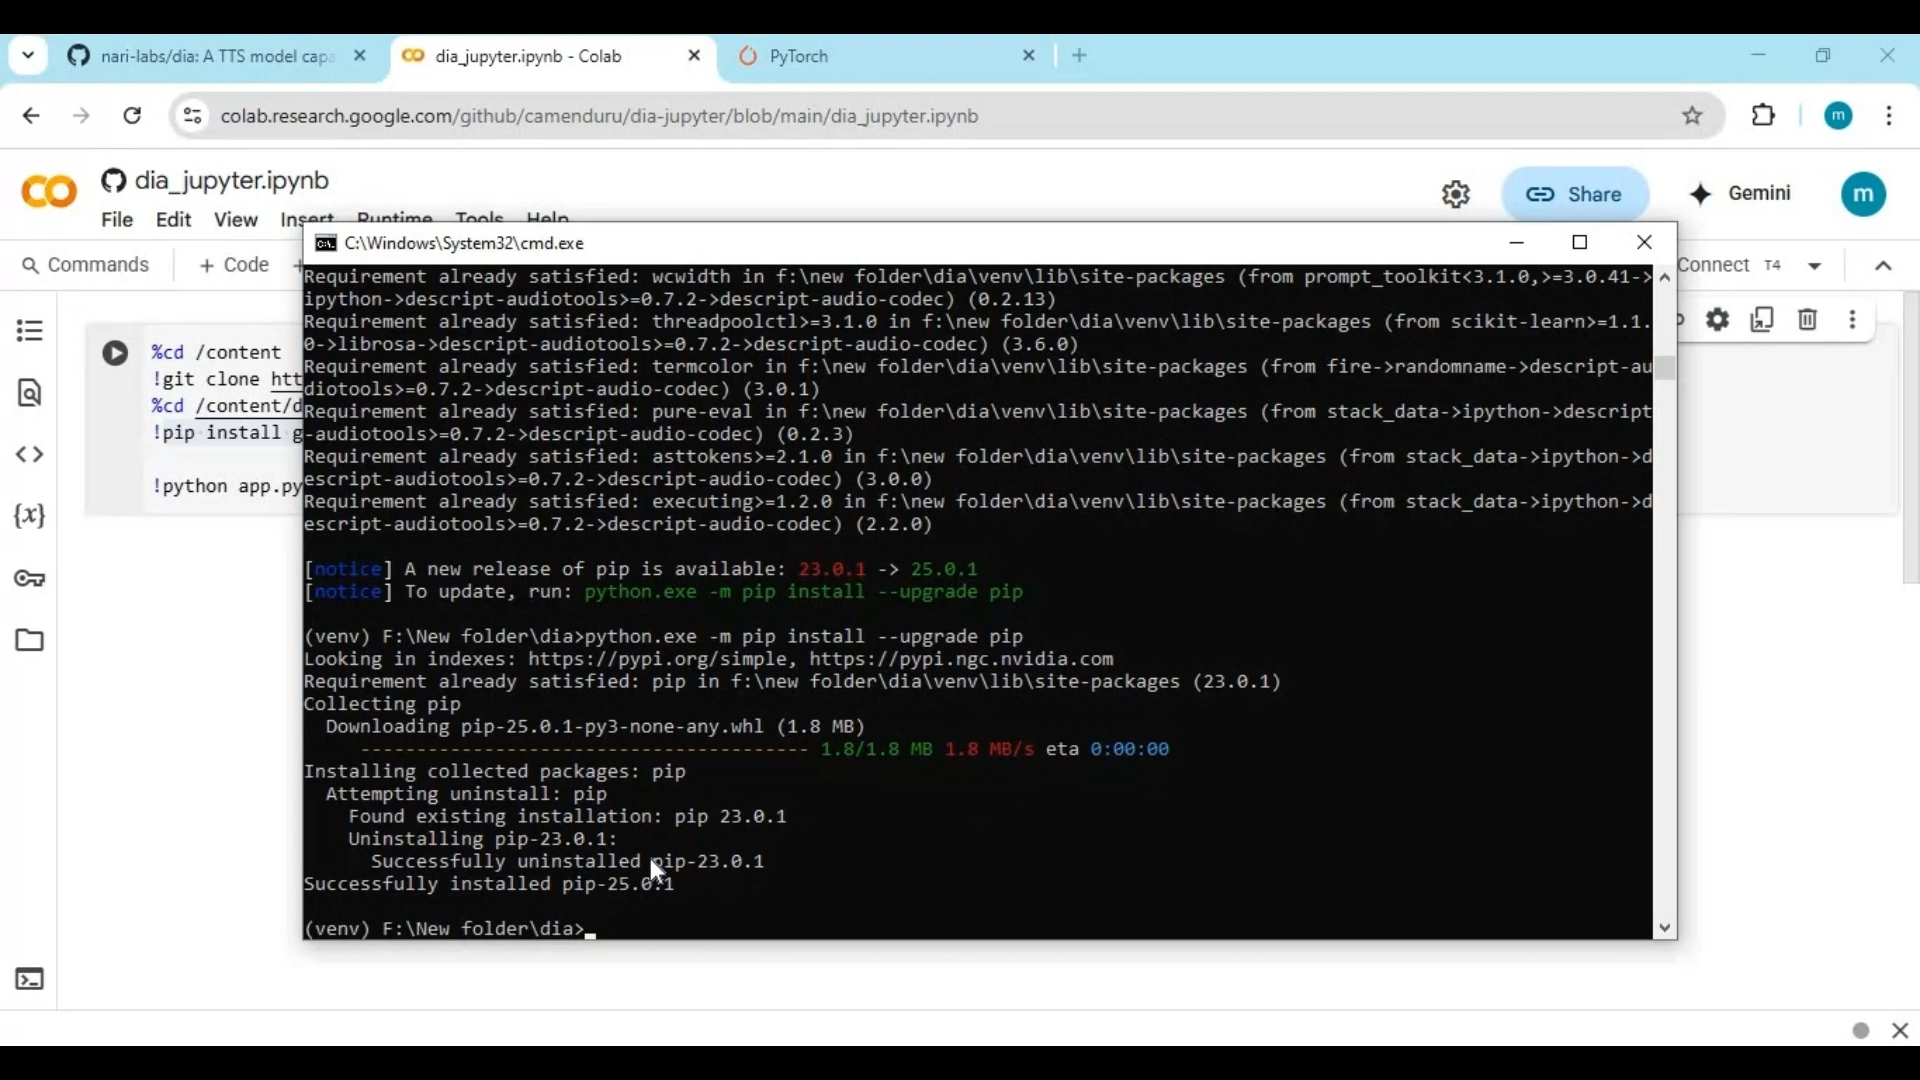 nari-labs/dia: A TTS model capa
dia_jupyter.ipynb - Colab
PyTorch
colab.research.google.com/github/camenduru/dia-jupyter/blob/main/dia_jupyter.ipynb
m
dia_jupyter.ipynb
Share
Gemini
m
File Edit View Insert Runtime Tools Help
Commands
+ Code
Connect T4
%cd /content
!git clone htt
%cd /content/d
!pip install g
!python app.py
C:\Windows\System32\cmd.exe
Requirement already satisfied: wcwidth in f:\new folder\dia\venv\lib\site-packages (from prompt_toolkit<3.1.0,>=3.0.41->
ipython->descript-audiotools>=0.7.2->descript-audio-codec) (0.2.13)
Requirement already satisfied: threadpoolctl>=3.1.0 in f:\new folder\dia\venv\lib\site-packages (from scikit-learn>=1.1.
0->librosa->descript-audiotools>=0.7.2->descript-audio-codec) (3.6.0)
Requirement already satisfied: termcolor in f:\new folder\dia\venv\lib\site-packages (from fire->randomname->descript-au
diotools>=0.7.2->descript-audio-codec) (3.0.1)
Requirement already satisfied: pure-eval in f:\new folder\dia\venv\lib\site-packages (from stack_data->ipython->descript
-audiotools>=0.7.2->descript-audio-codec) (0.2.3)
Requirement already satisfied: asttokens>=2.1.0 in f:\new folder\dia\venv\lib\site-packages (from stack_data->ipython->d
escript-audiotools>=0.7.2->descript-audio-codec) (3.0.0)
Requirement already satisfied: executing>=1.2.0 in f:\new folder\dia\venv\lib\site-packages (from stack_data->ipython->d
escript-audiotools>=0.7.2->descript-audio-codec) (2.2.0)
[notice] A new release of pip is available: 23.0.1 -> 25.0.1
[notice] To update, run: python.exe -m pip install --upgrade pip
(venv) F:\New folder\dia>python.exe -m pip install --upgrade pip
Looking in indexes: https://pypi.org/simple, https://pypi.ngc.nvidia.com
Requirement already satisfied: pip in f:\new folder\dia\venv\lib\site-packages (23.0.1)
Collecting pip
Downloading pip-25.0.1-py3-none-any.whl (1.8 MB)
---------------------------------------- 1.8/1.8 MB 1.8 MB/s eta 0:00:00
Installing collected packages: pip
Attempting uninstall: pip
Found existing installation: pip 23.0.1
Uninstalling pip-23.0.1:
Successfully uninstalled pip-23.0.1
Successfully installed pip-25.0.1
(venv) F:\New folder\dia>